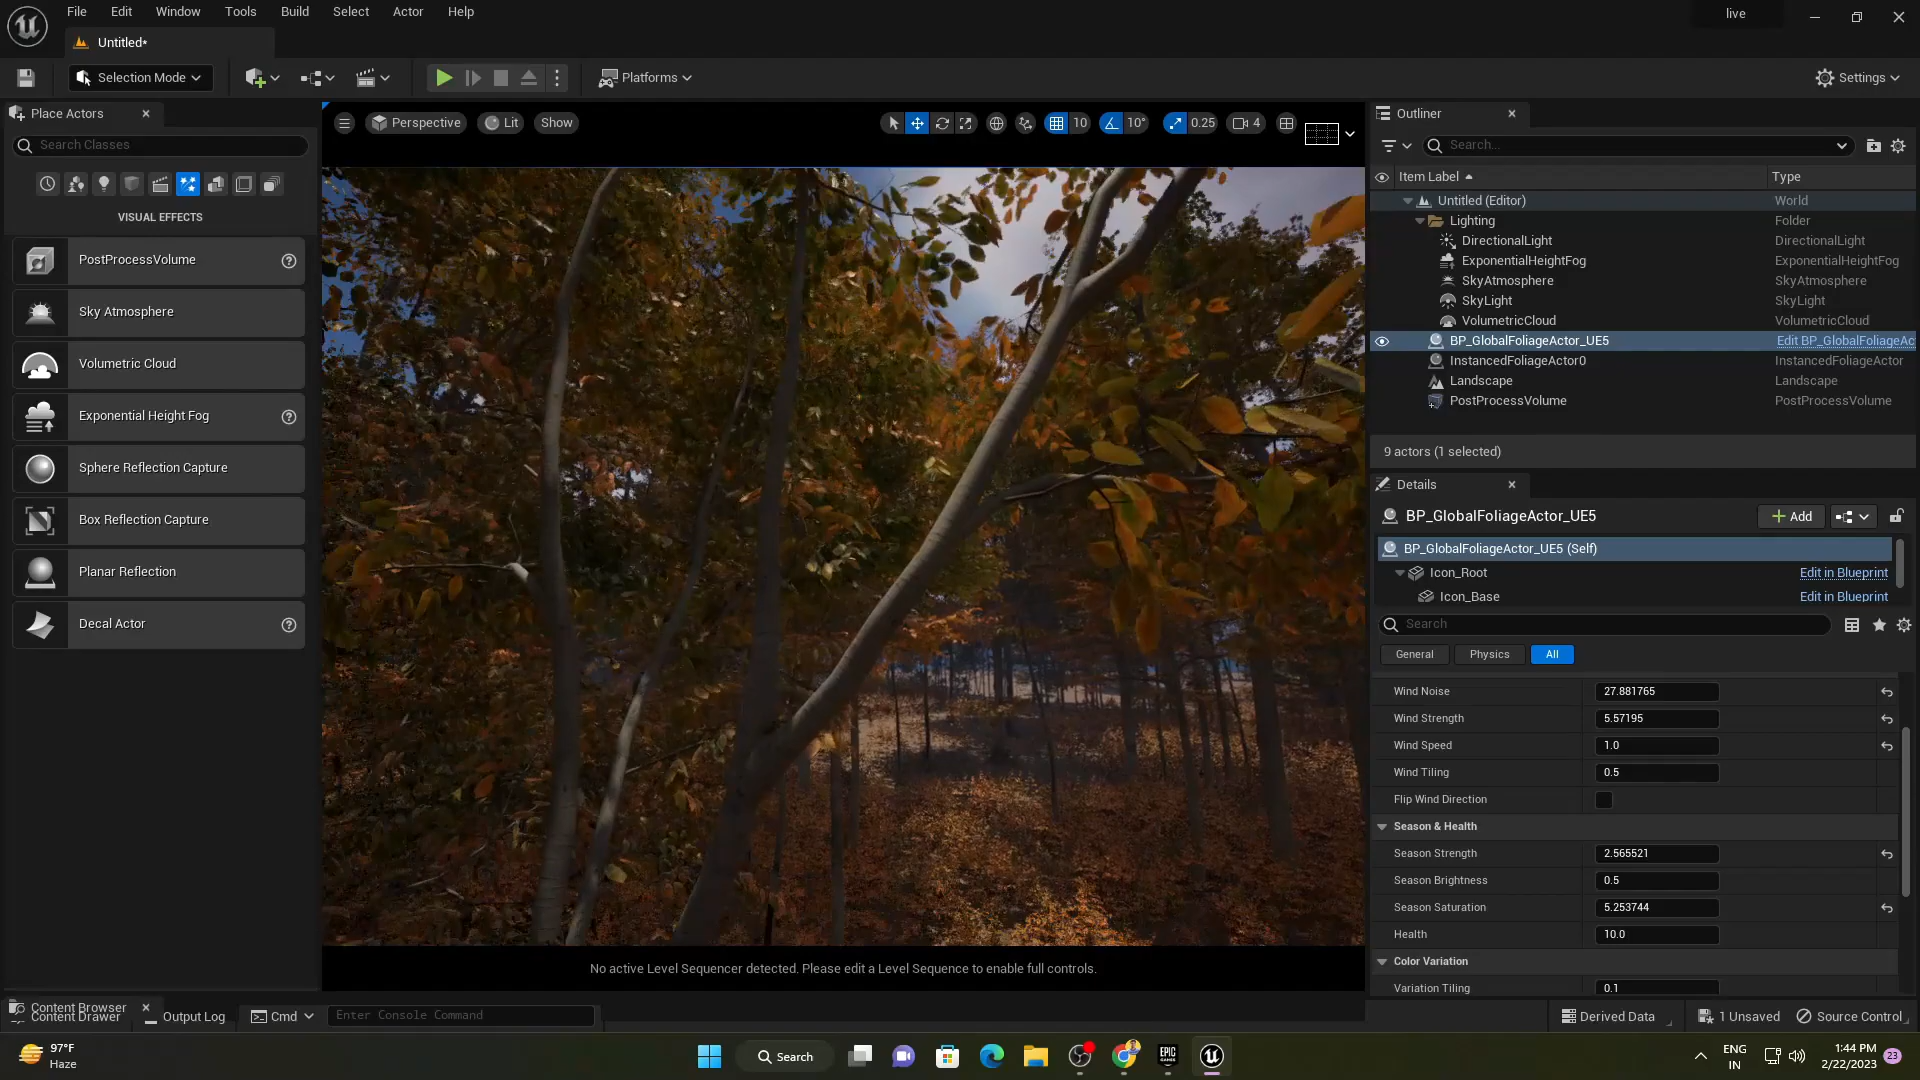 File Edit Window Tools Build Select Actor Help
live
Untitled*
Selection Mode
Platforms
Settings
Place Actors
Search Classes
VISUAL EFFECTS
PostProcessVolume
Sky Atmosphere
Volumetric Cloud
Exponential Height Fog
Sphere Reflection Capture
Box Reflection Capture
Planar Reflection
Decal Actor
Perspective Lit Show
10 10° 0.25 4
No active Level Sequencer detected. Please edit a Level Sequence to enable full controls.
Outliner
Search...
Item Label Type
Untitled (Editor) World
Lighting Folder
DirectionalLight DirectionalLight
ExponentialHeightFog ExponentialHeightFog
SkyAtmosphere SkyAtmosphere
SkyLight SkyLight
VolumetricCloud VolumetricCloud
BP_GlobalFoliageActor_UE5 Edit BP_GlobalFoliageAc
InstancedFoliageActor0 InstancedFoliageActor
Landscape Landscape
PostProcessVolume PostProcessVolume
9 actors (1 selected)
Details
BP_GlobalFoliageActor_UE5
Add
BP_GlobalFoliageActor_UE5 (Self)
Icon_Root Edit in Blueprint
Icon_Base Edit in Blueprint
Search
General Physics All
Wind Noise 27.881765
Wind Strength 5.57195
Wind Speed 1.0
Wind Tiling 0.5
Flip Wind Direction
Season & Health
Season Strength 2.565521
Season Brightness 0.5
Season Saturation 5.253744
Health 10.0
Color Variation
Variation Tiling 0.1
Content Browser
Content Drawer Output Log Cmd Enter Console Command
Derived Data 1 Unsaved Source Control
97°F
Haze
Search
EPIC
GAMES
ENG
IN
1:44 PM
2/22/2023
23